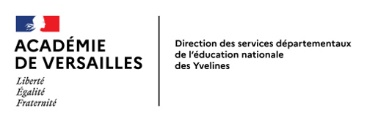 ACADÉMIE
DE VERSAILLES
Liberté
Égalité
Fraternité
Direction des services départementaux
de l'éducation nationale
des Yvelines